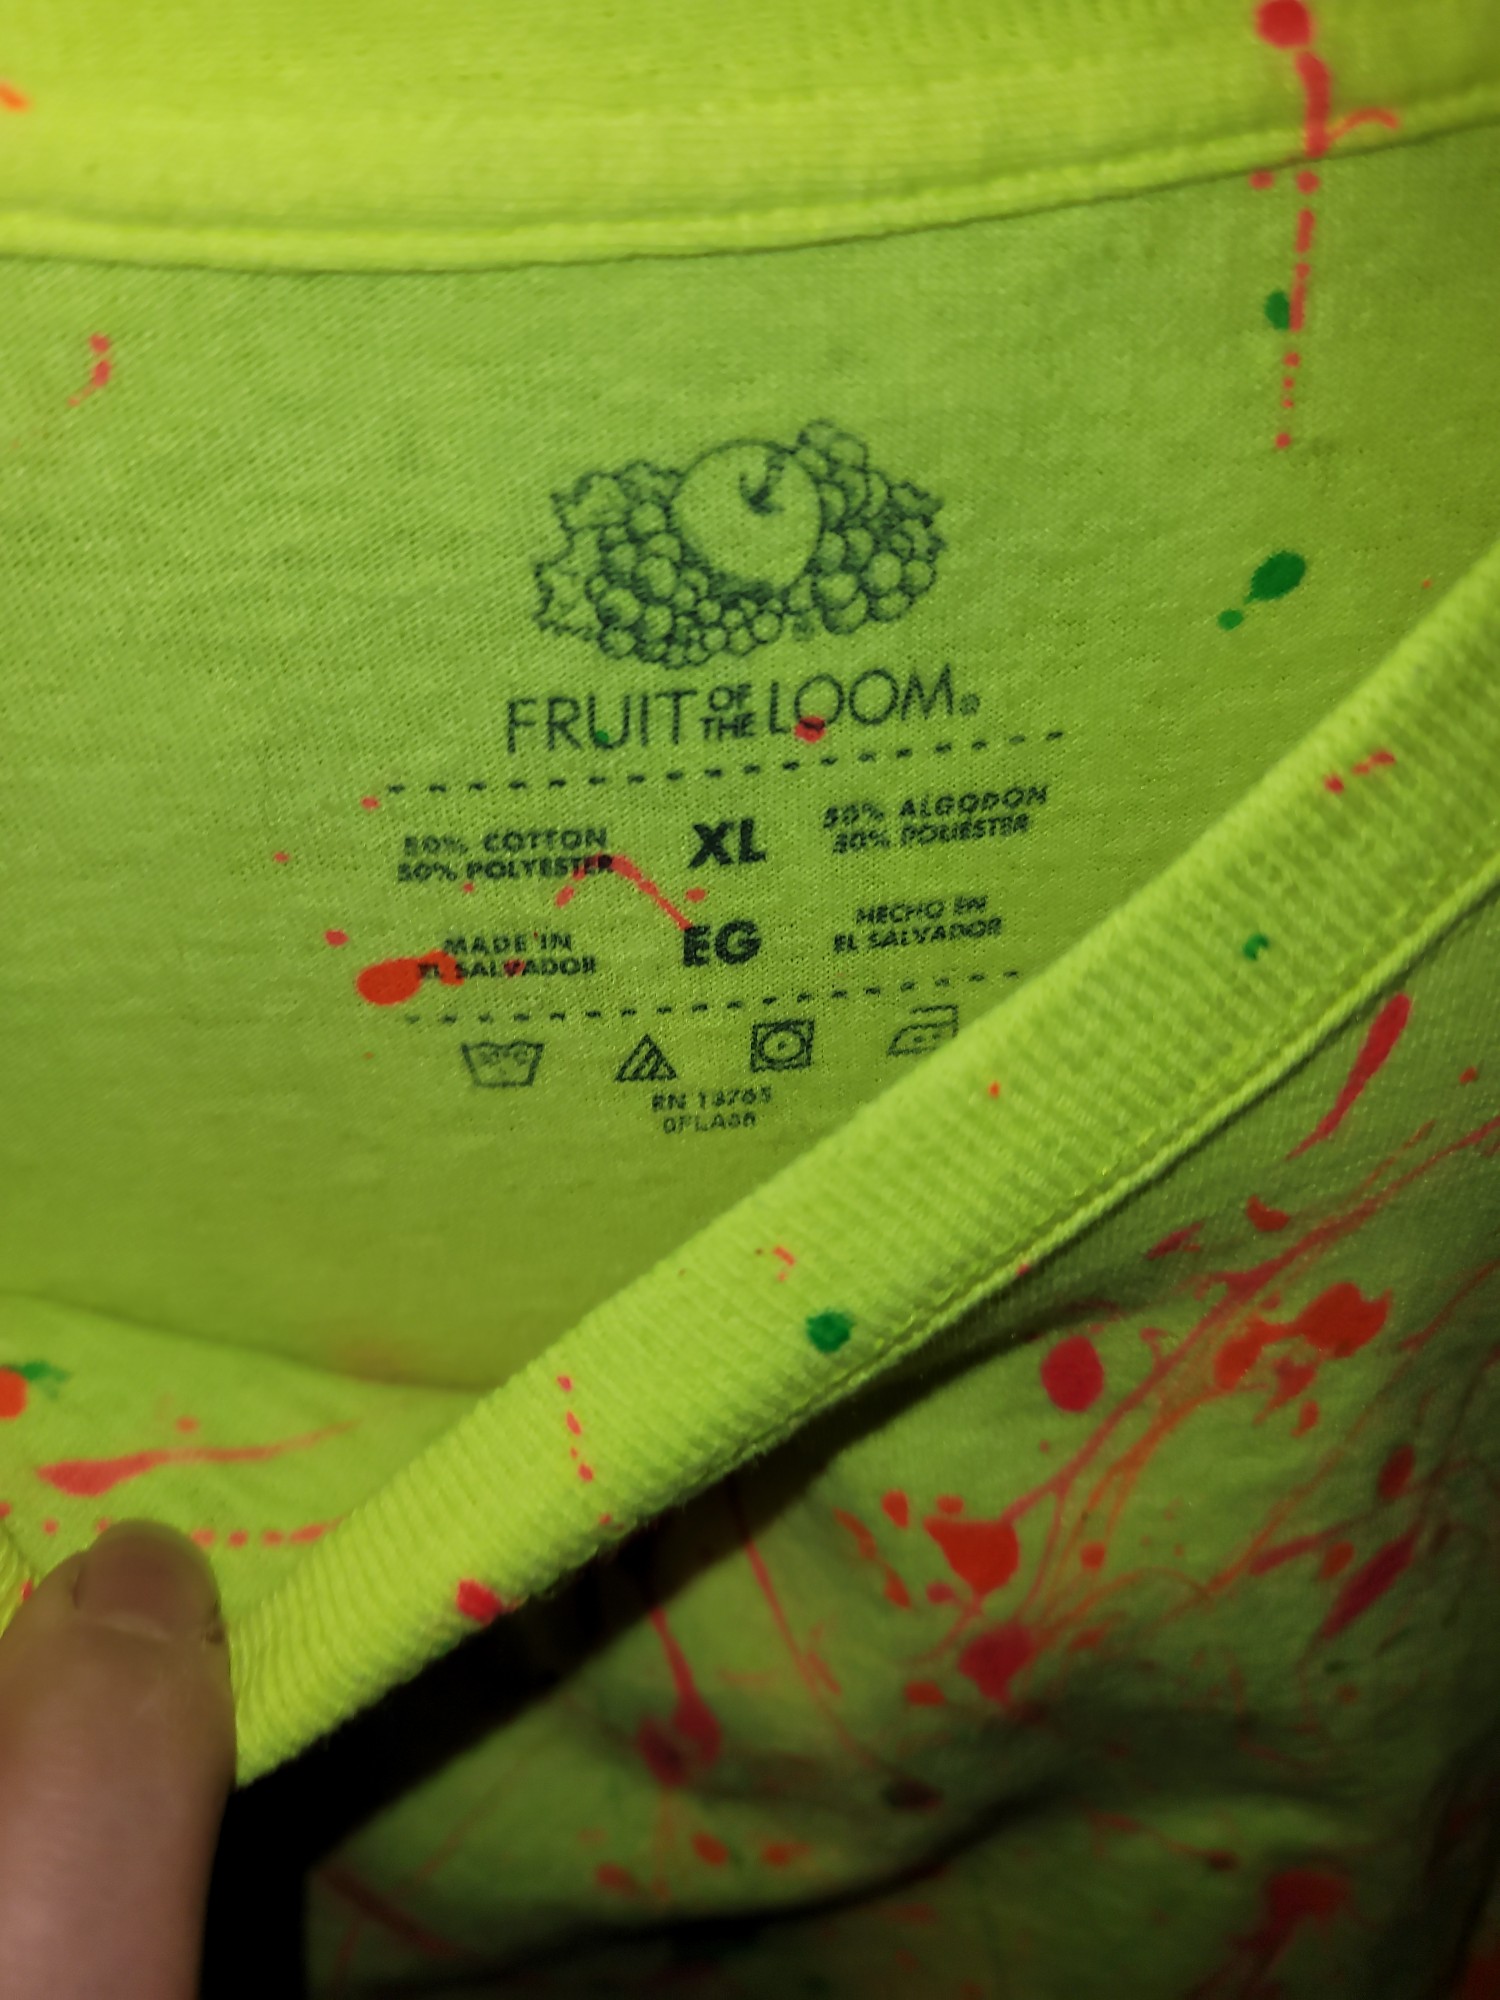 FRUIT OF THE LOOM®
50% COTTON
50% POLYESTER
XL
50% ALGODON
50% POLIESTER
MADE IN
EL SALVADOR
EG
HECHO EN
EL SALVADOR
RN 13765